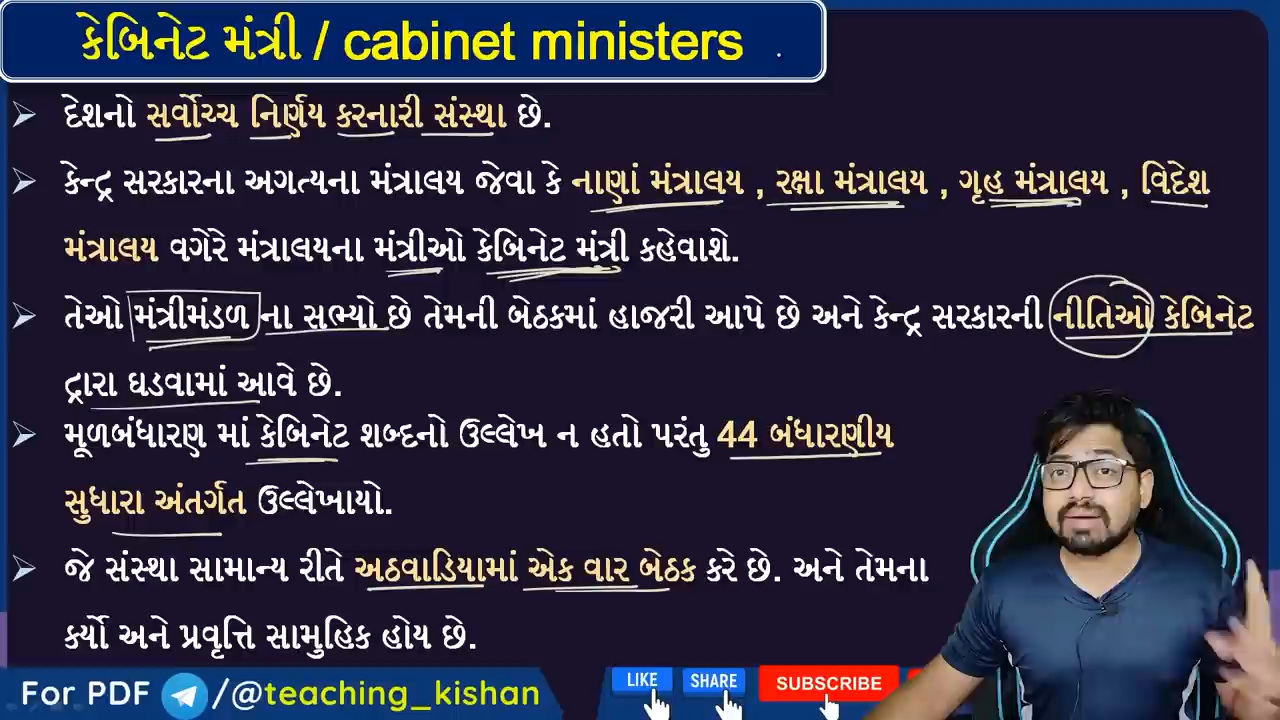 કેબિનેટ મંત્રી / cabinet ministers
➢ દેશનો સર્વોચ્ચ નિર્ણય કરનારી સંસ્થા છે.
➢ કેન્દ્ર સરકારના અગત્યના મંત્રાલય જેવા કે નાણાં મંત્રાલય , રક્ષા મંત્રાલય , ગૃહ મંત્રાલય , વિદેશ
મંત્રાલય વગેરે મંત્રાલયના મંત્રીઓ કેબિનેટ મંત્રી કહેવાશે.
➢ તેઓ મંત્રીમંડળ ના સભ્યો છે તેમની બેઠકમાં હાજરી આપે છે અને કેન્દ્ર સરકારની નીતિઓ કેબિનેટ
દ્રારા ઘડવામાં આવે છે.
➢ મૂળબંધારણ માં કેબિનેટ શબ્દનો ઉલ્લેખ ન હતો પરંતુ 44 બંધારણીય
સુધારા અંતર્ગત ઉલ્લેખાયો.
➢ જે સંસ્થા સામાન્ય રીતે અઠવાડિયામાં એક વાર બેઠક કરે છે. અને તેમના
કર્યો અને પ્રવૃત્તિ સામુહિક હોય છે.
For PDF /@teaching_kishan
LIKE SHARE SUBSCRIBE